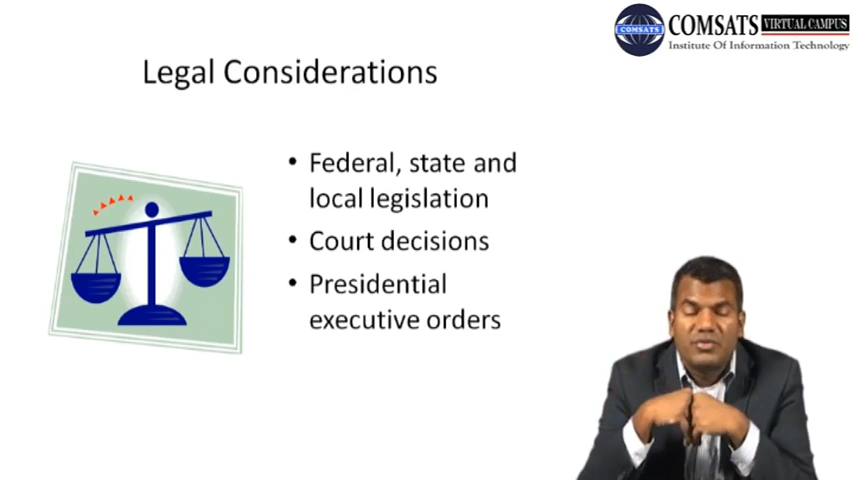 COMSATS VIRTUAL CAMPUS
COMSATS
Institute Of Information Technology
Legal Considerations
• Federal, state and
local legislation
• Court decisions
• Presidential
executive orders